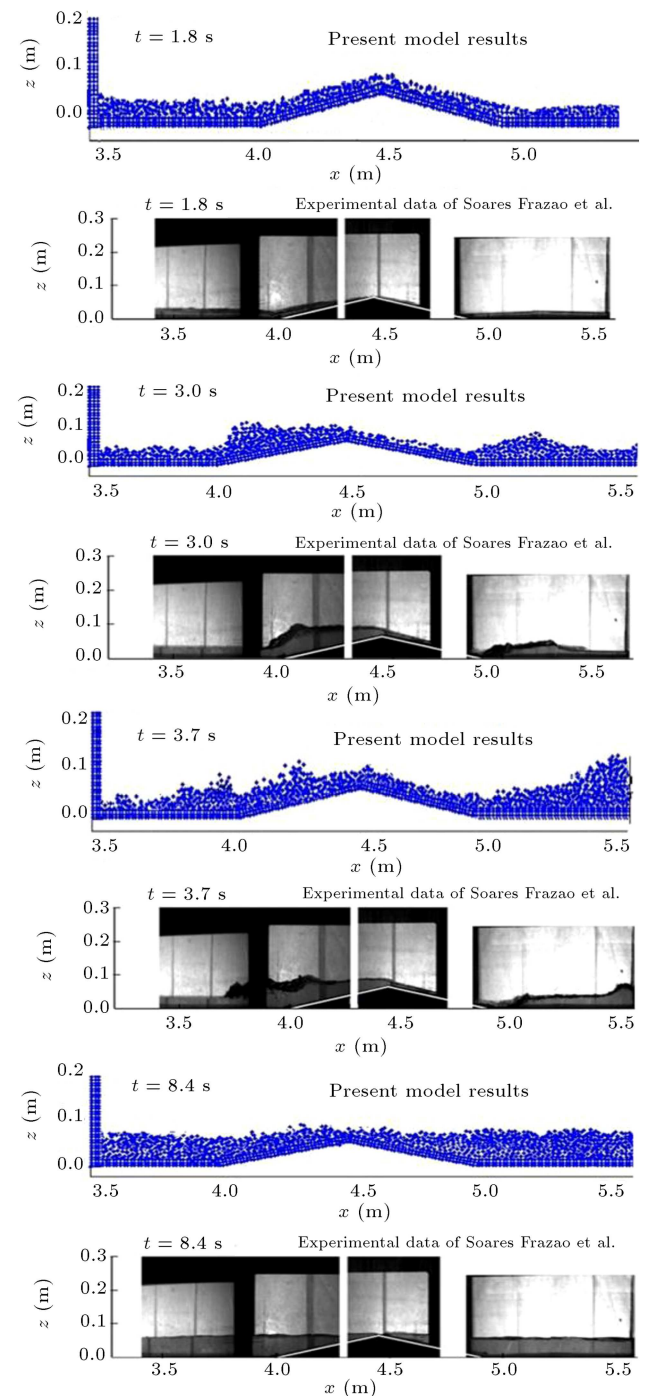 0.2
t = 1.8 s
Present model results
z (m)
0.1
0.0
3.5 4.0 4.5 5.0
x (m)
t = 1.8 s
Experimental data of Soares Frazao et al.
0.3
0.2
z (m)
0.1
0.0
3.5 4.0 4.5 5.0 5.5
x (m)
0.2
t = 3.0 s
Present model results
z (m)
0.1
0.0
3.5 4.0 4.5 5.0 5.5
x (m)
t = 3.0 s
Experimental data of Soares Frazao et al.
0.3
0.2
z (m)
0.1
0.0
3.5 4.0 4.5 5.0 5.5
x (m)
0.2
t = 3.7 s
Present model results
z (m)
0.1
0.0
3.5 4.0 4.5 5.0 5.5
x (m)
t = 3.7 s
Experimental data of Soares Frazao et al.
0.3
0.2
z (m)
0.1
0.0
3.5 4.0 4.5 5.0 5.5
x (m)
0.2
t = 8.4 s
Present model results
z (m)
0.1
0.0
3.5 4.0 4.5 5.0 5.5
x (m)
t = 8.4 s
Experimental data of Soares Frazao et al.
0.3
0.2
z (m)
0.1
0.0
3.5 4.0 4.5 5.0 5.5
x (m)